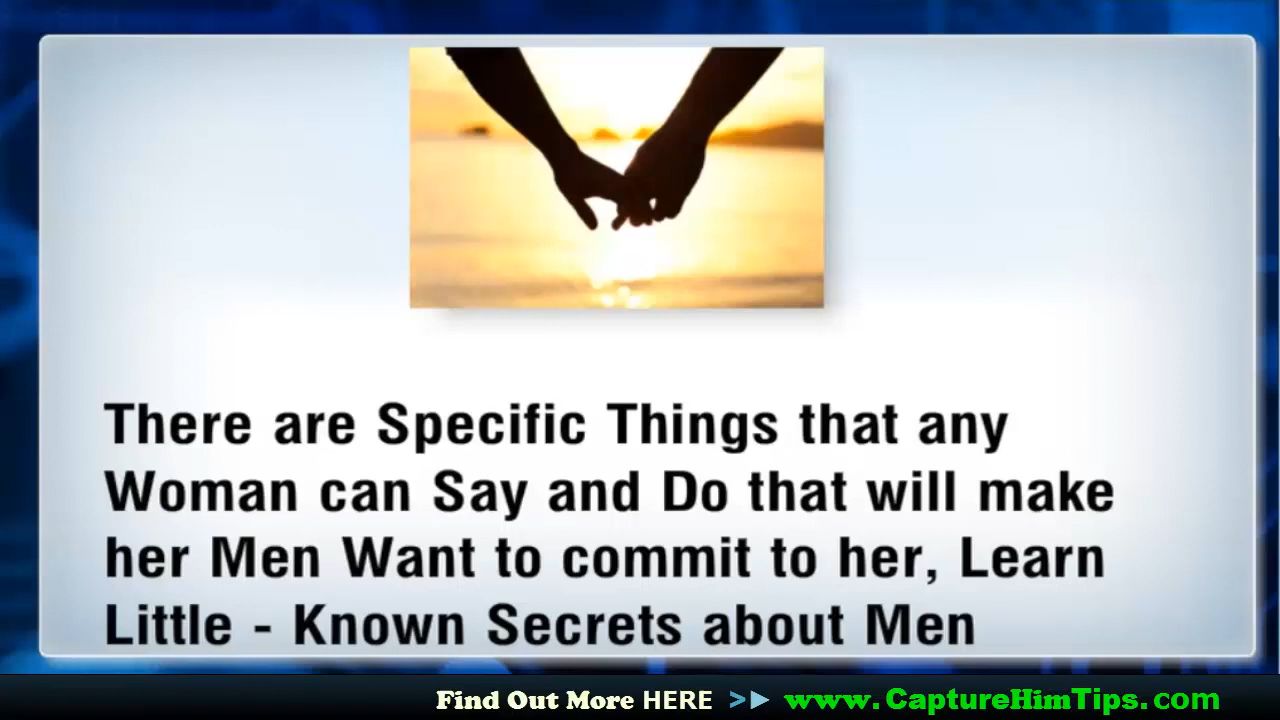 There are Specific Things that any
Woman can Say and Do that will make
her Men Want to commit to her, Learn
Little - Known Secrets about Men
Find Out More HERE >> www.CaptureHimTips.com